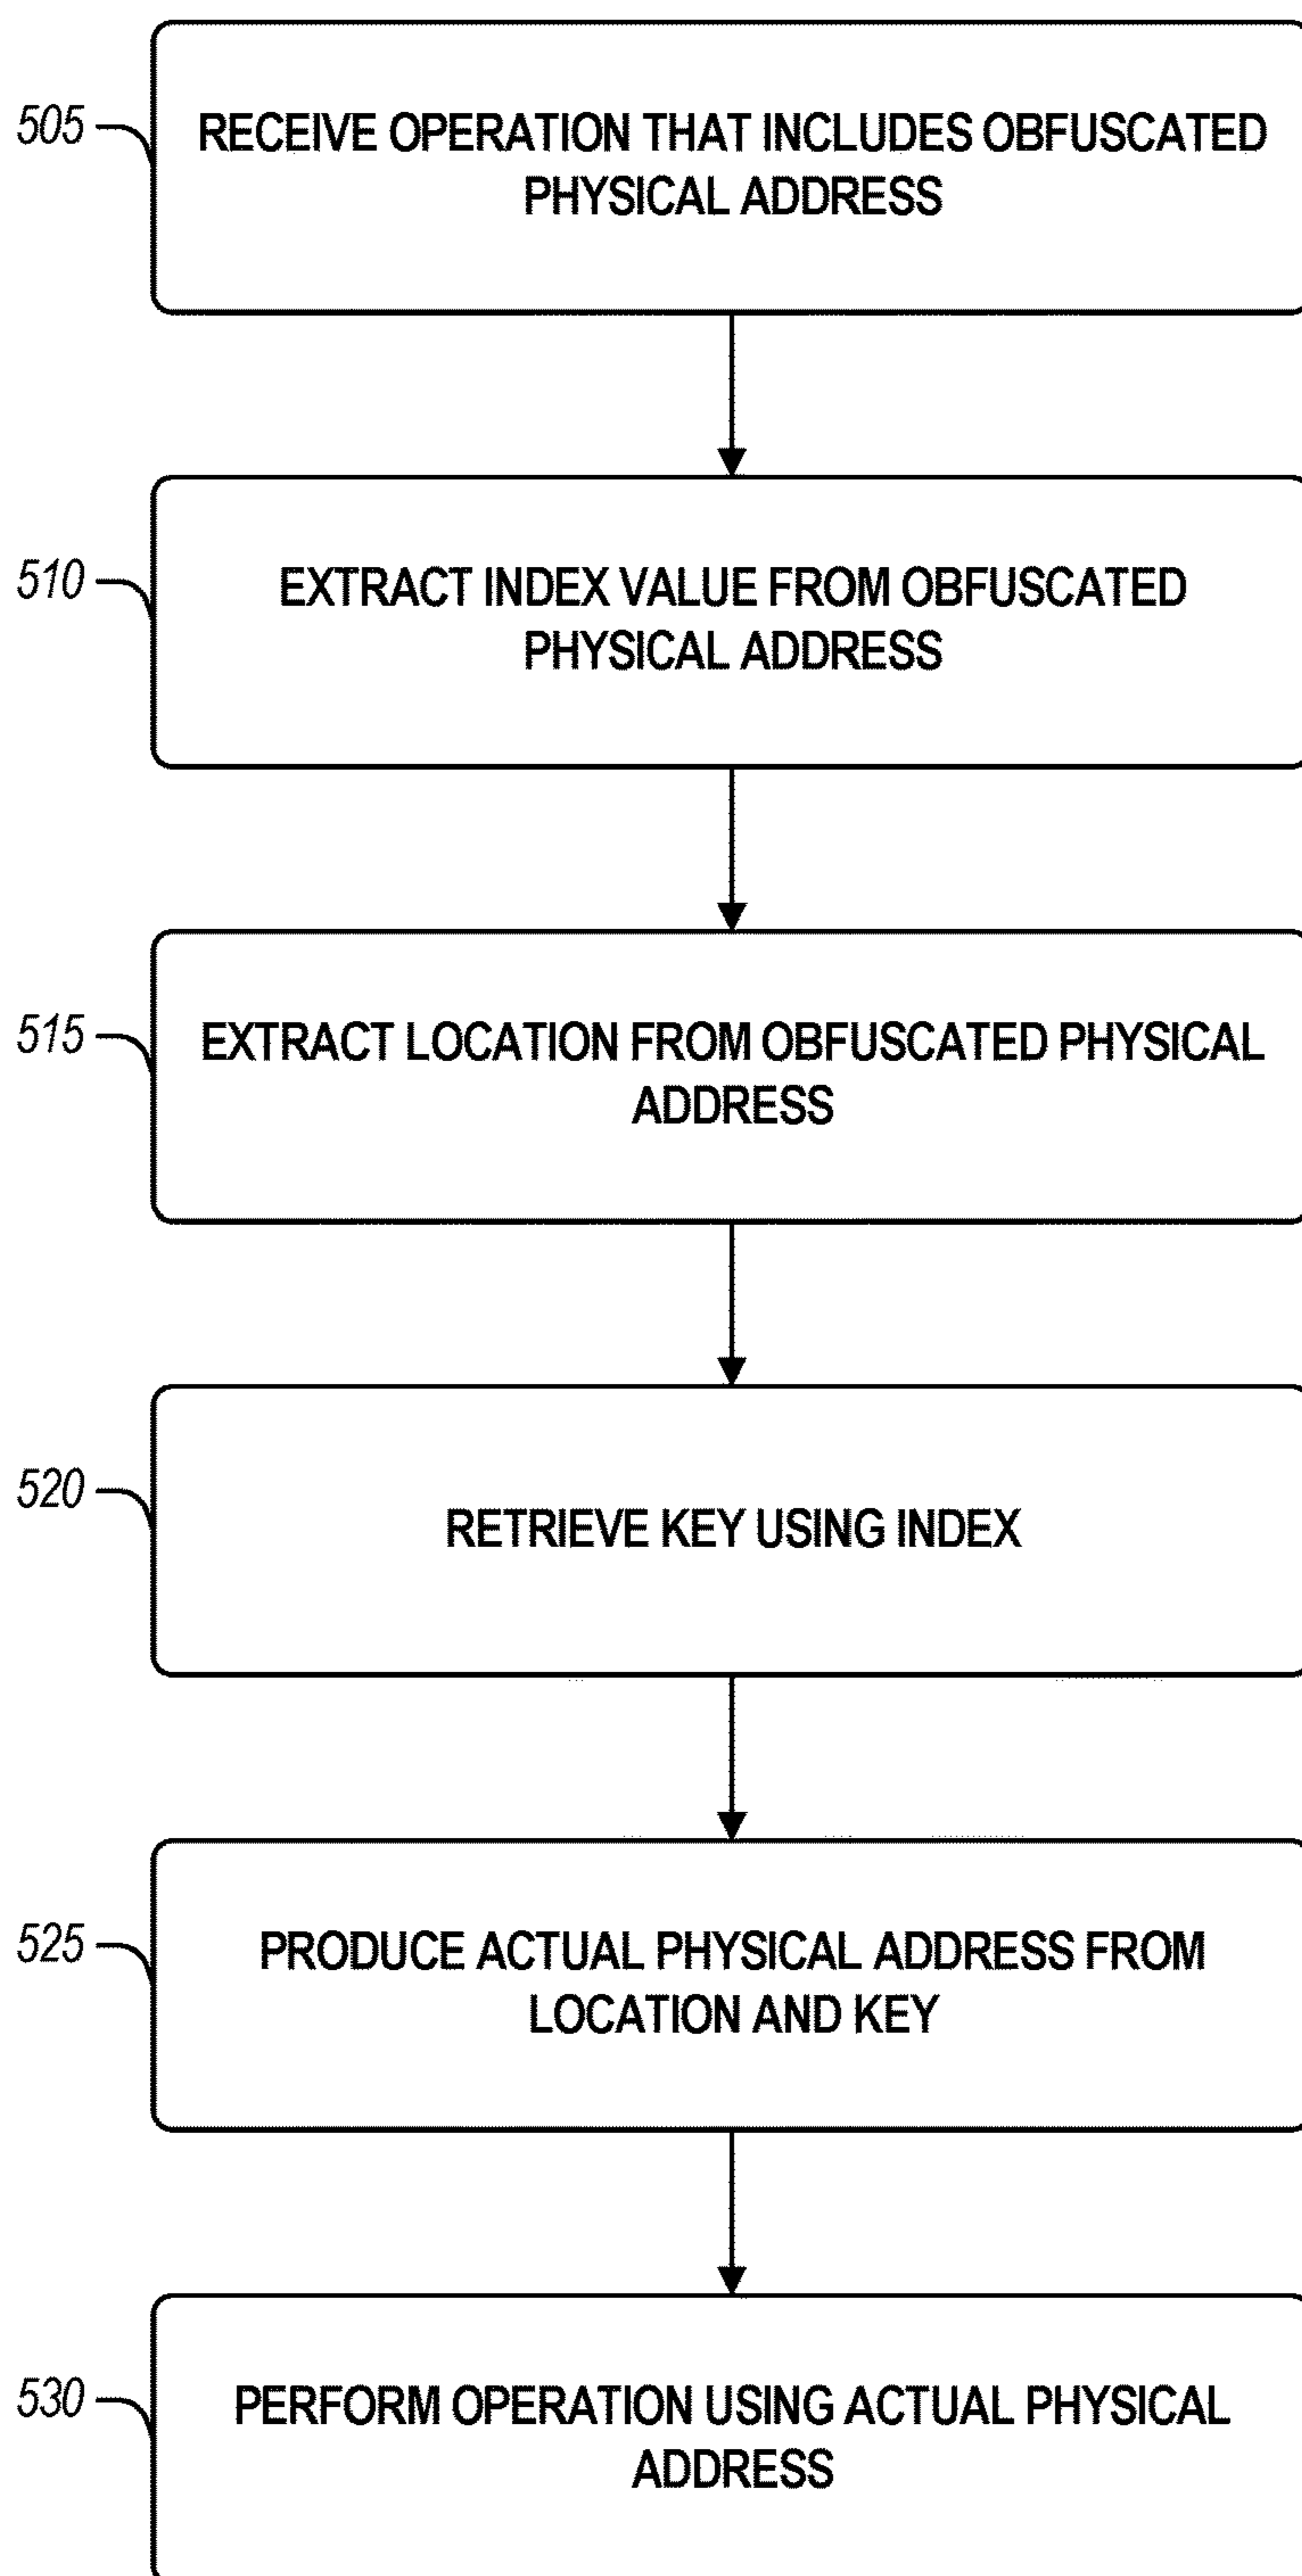 505
RECEIVE OPERATION THAT INCLUDES OBFUSCATED
PHYSICAL ADDRESS
510
EXTRACT INDEX VALUE FROM OBFUSCATED
PHYSICAL ADDRESS
515
EXTRACT LOCATION FROM OBFUSCATED PHYSICAL
ADDRESS
520
RETRIEVE KEY USING INDEX
525
PRODUCE ACTUAL PHYSICAL ADDRESS FROM
LOCATION AND KEY
530
PERFORM OPERATION USING ACTUAL PHYSICAL
ADDRESS